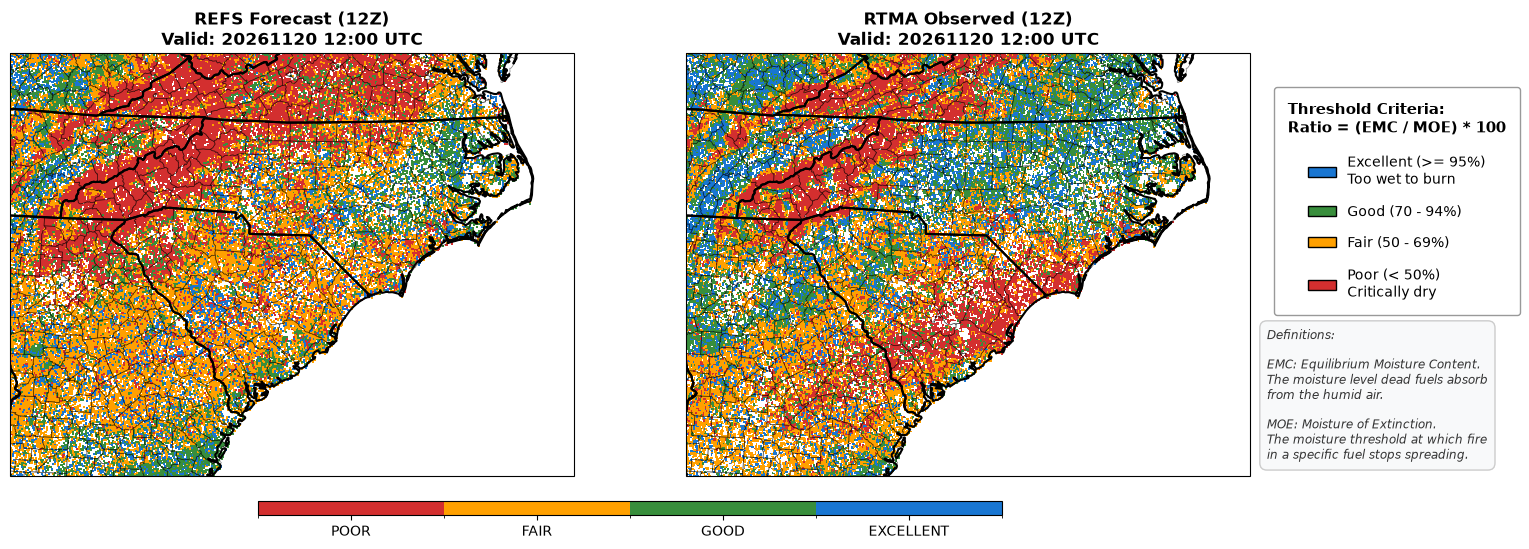 REFS Forecast (12Z)
Valid: 20261120 12:00 UTC
RTMA Observed (12Z)
Valid: 20261120 12:00 UTC
Threshold Criteria:
Ratio = (EMC / MOE) * 100
Excellent (>= 95%)
Too wet to burn
Good (70 - 94%)
Fair (50 - 69%)
Poor (< 50%)
Critically dry
Definitions:
EMC: Equilibrium Moisture Content.
The moisture level dead fuels absorb
from the humid air.
MOE: Moisture of Extinction.
The moisture threshold at which fire
in a specific fuel stops spreading.
POOR
FAIR
GOOD
EXCELLENT